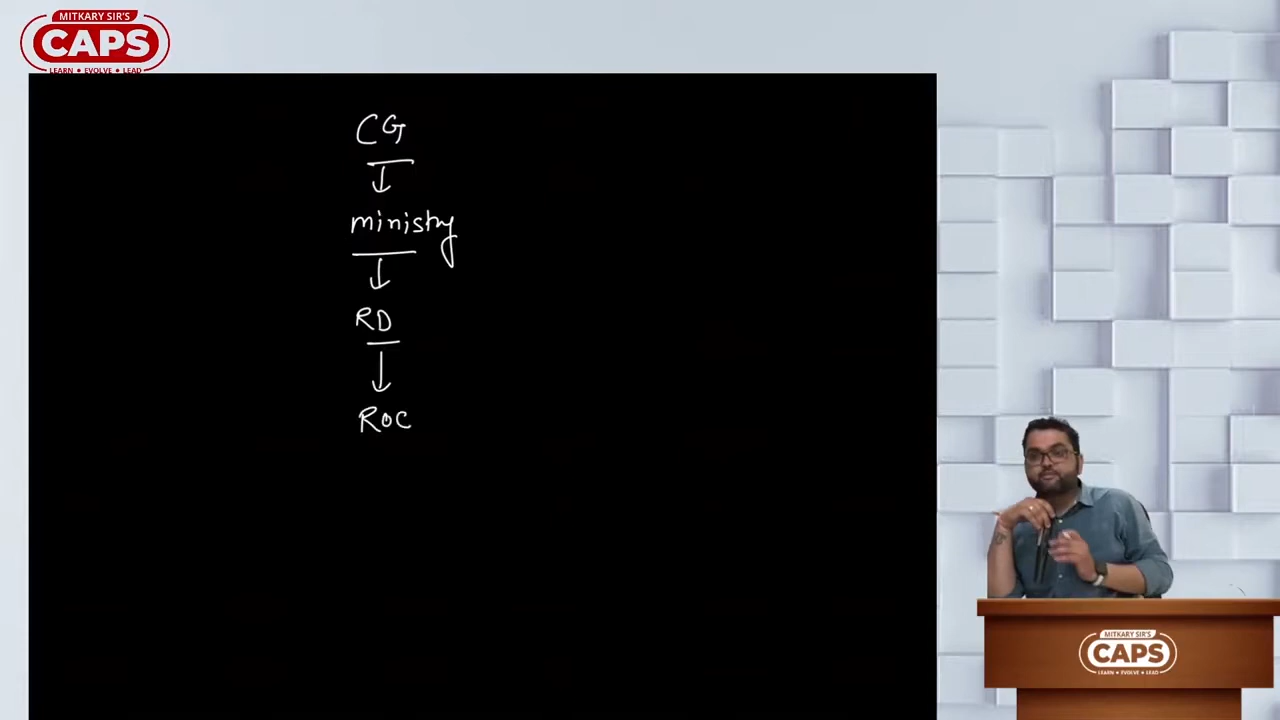 MITKARY SIR'S
CAPS
LEARN • EVOLVE • LEAD
CG
ministry
RD
ROC
MITKARY SIR'S
CAPS
LEARN • EVOLVE • LEAD